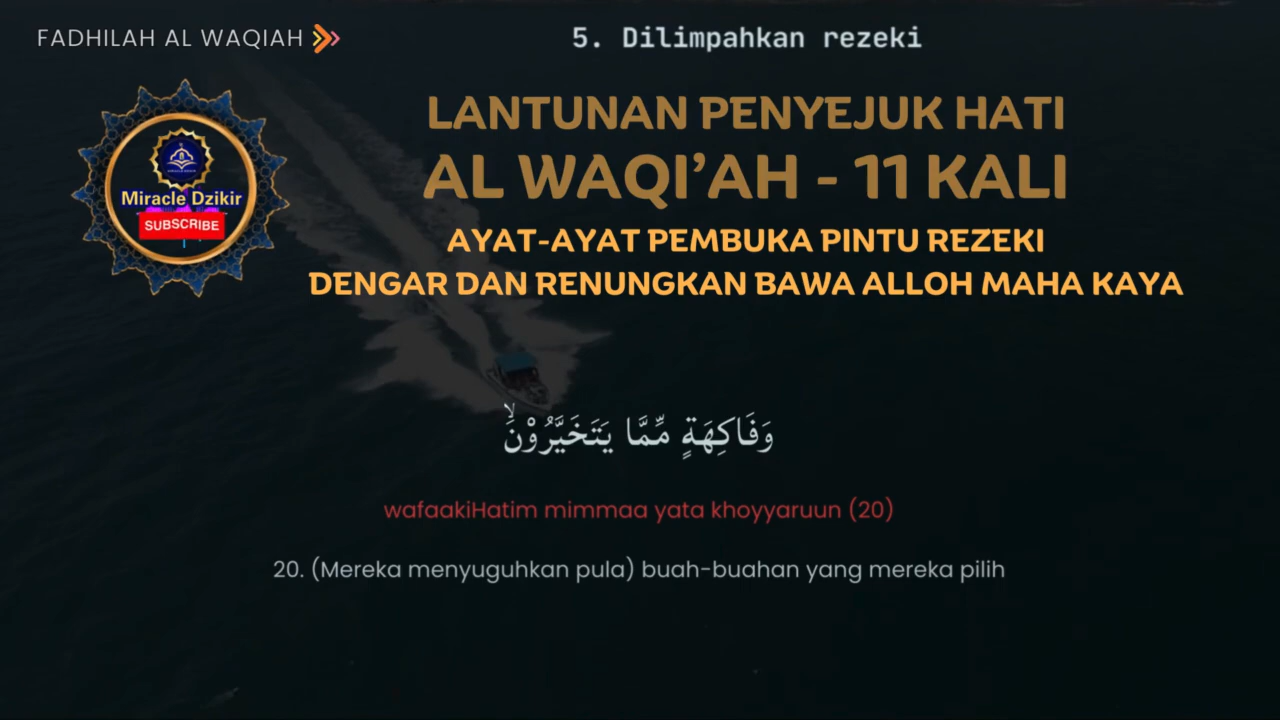 FADHILAH AL WAQIAH
5. Dilimpahkan rezeki
Miracle Dzikir
SUBSCRIBE
LANTUNAN PENYEJUK HATI
AL WAQI'AH - 11 KALI
AYAT-AYAT PEMBUKA PINTU REZEKI
DENGAR DAN RENUNGKAN BAWA ALLOH MAHA KAYA
وَفَاكِهَةٍ مِّمَّا يَتَخَيَّرُوْنَۙ
wafaakiHatim mimmaa yata khoyyaruun (20)
20. (Mereka menyuguhkan pula) buah-buahan yang mereka pilih